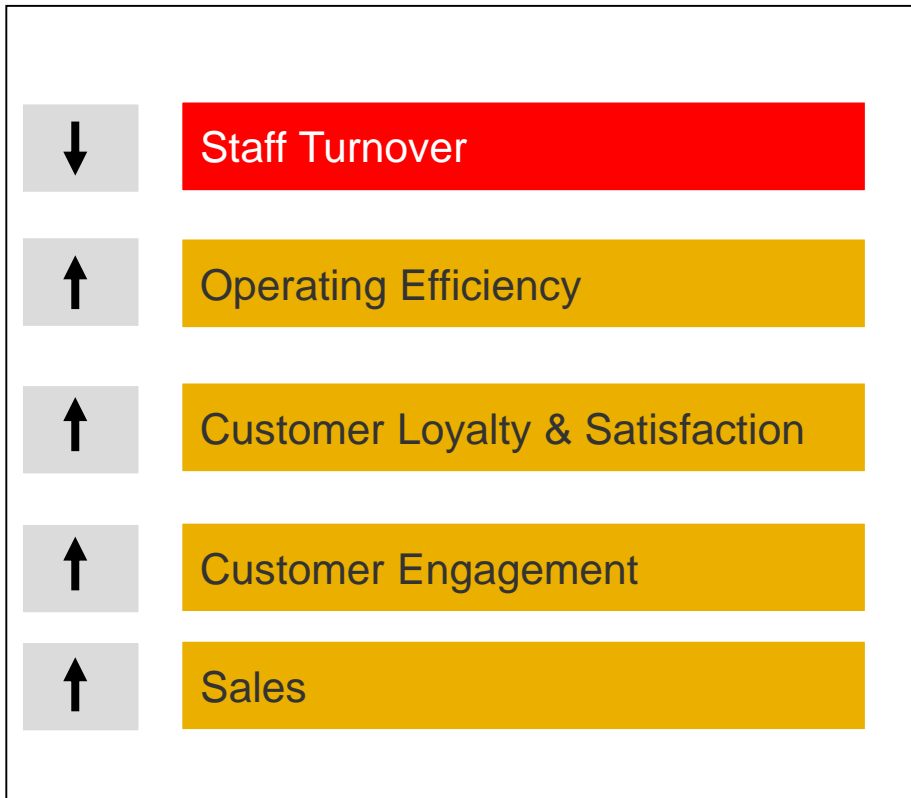 Staff Turnover
Operating Efficiency
Customer Loyalty & Satisfaction
Customer Engagement
Sales